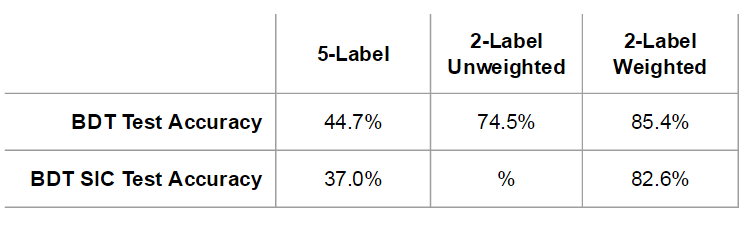 5-Label
2-Label
Unweighted
2-Label
Weighted
BDT Test Accuracy 44.7% 74.5% 85.4%
BDT SIC Test Accuracy 37.0% % 82.6%